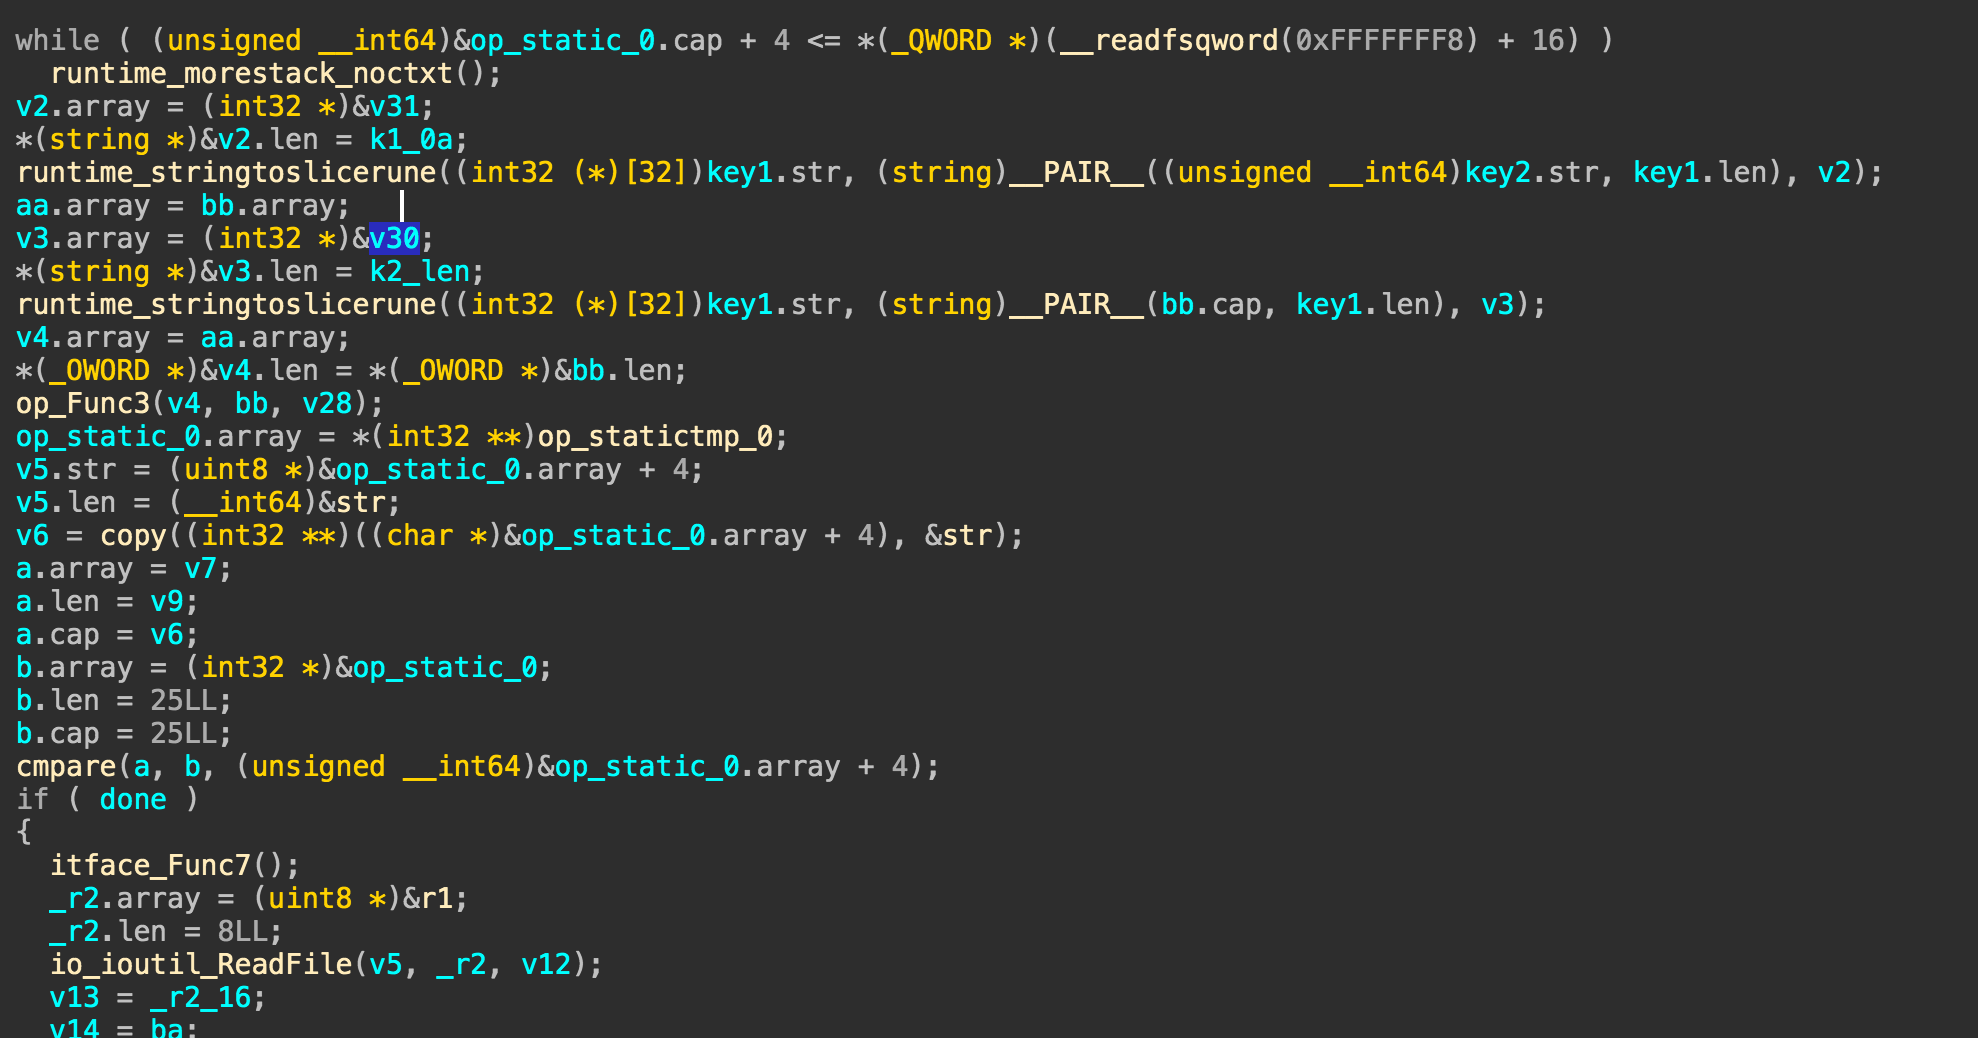 while ( (unsigned __int64)&op_static_0.cap + 4 <= *(_QWORD *)(__readfsqword(0xFFFFFFF8) + 16) )
  runtime_morestack_noctxt();
v2.array = (int32 *)&v31;
*(string *)&v2.len = k1_0a;
runtime_stringtoslicerune((int32 (*)[32])key1.str, (string)__PAIR__((unsigned __int64)key2.str, key1.len), v2);
aa.array = bb.array;
v3.array = (int32 *)&v30;
*(string *)&v3.len = k2_len;
runtime_stringtoslicerune((int32 (*)[32])key1.str, (string)__PAIR__(bb.cap, key1.len), v3);
v4.array = aa.array;
*(_OWORD *)&v4.len = *(_OWORD *)&bb.len;
op_Func3(v4, bb, v28);
op_static_0.array = *(int32 **)op_statictmp_0;
v5.str = (uint8 *)&op_static_0.array + 4;
v5.len = (__int64)&str;
v6 = copy((int32 **)((char *)&op_static_0.array + 4), &str);
a.array = v7;
a.len = v9;
a.cap = v6;
b.array = (int32 *)&op_static_0;
b.len = 25LL;
b.cap = 25LL;
cmpare(a, b, (unsigned __int64)&op_static_0.array + 4);
if ( done )
{
  itface_Func7();
  _r2.array = (uint8 *)&r1;
  _r2.len = 8LL;
  io_ioutil_ReadFile(v5, _r2, v12);
  v13 = _r2_16;
  v14 = ba;